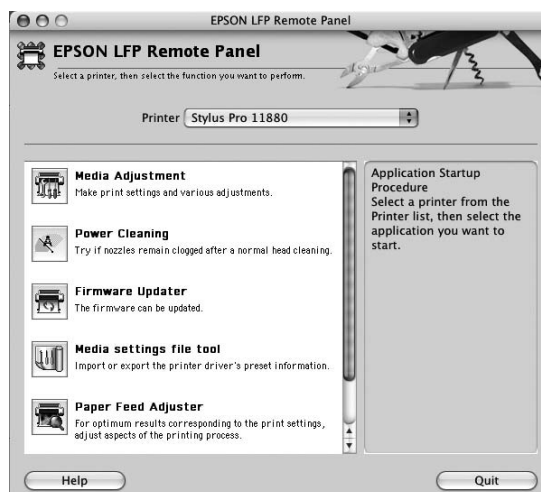 EPSON LFP Remote Panel
EPSON LFP Remote Panel
Select a printer, then select the function you want to perform.
Printer Stylus Pro 11880
Media Adjustment
Make print settings and various adjustments.
Power Cleaning
Try if nozzles remain clogged after a normal head cleaning.
Firmware Updater
The firmware can be updated.
Media settings file tool
Import or export the printer driver's preset information.
Paper Feed Adjuster
For optimum results corresponding to the print settings,
adjust aspects of the printing process.
Application Startup
Procedure
Select a printer from the
Printer list, then select the
application you want to
start.
Help
Quit